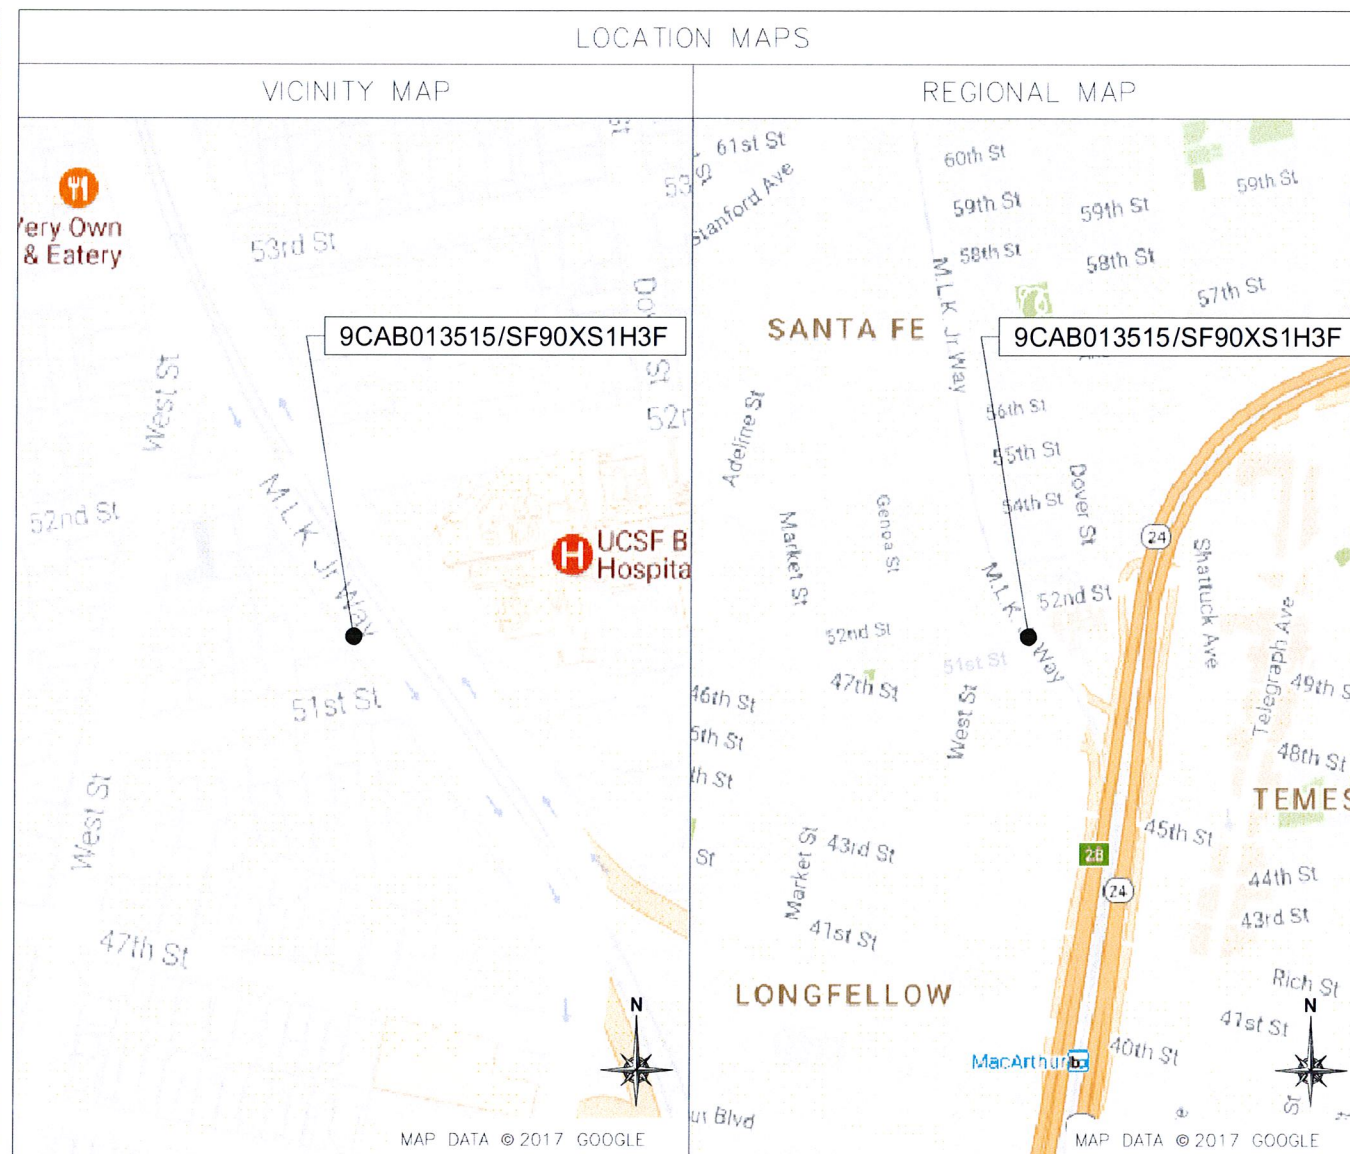 LOCATION MAPS
VICINITY MAP
53rd St
9CAB013515/SF90XS1H3F
West St
52nd St
M.L.K Jr Way
UCSF B
Hospita
51st St
West St
47th St
N
MAP DATA © 2017 GOOGLE
& Eatery
REGIONAL MAP
61st St
Stanford Ave
60th St
59th St
59th St
59th St
58th St
58th St
57th St
M.L.K Jr Way
SANTA FE
9CAB013515/SF90XS1H3F
Adeline St
56th St
55th St
54th St
Dover St
Genoa St
Market St
24
Shattuck Ave
M.L.K
Way
52nd St
52nd St
51st St
47th St
46th St
West St
Telegraph Ave
49th S
48th St
TEMES
45th St
2B
24
43rd St
Market St
41st St
44th St
43rd St
LONGFELLOW
Rich St
41st St
40th St
MacArthur
b
N
St
Blvd
MAP DATA © 2017 GOOGLE